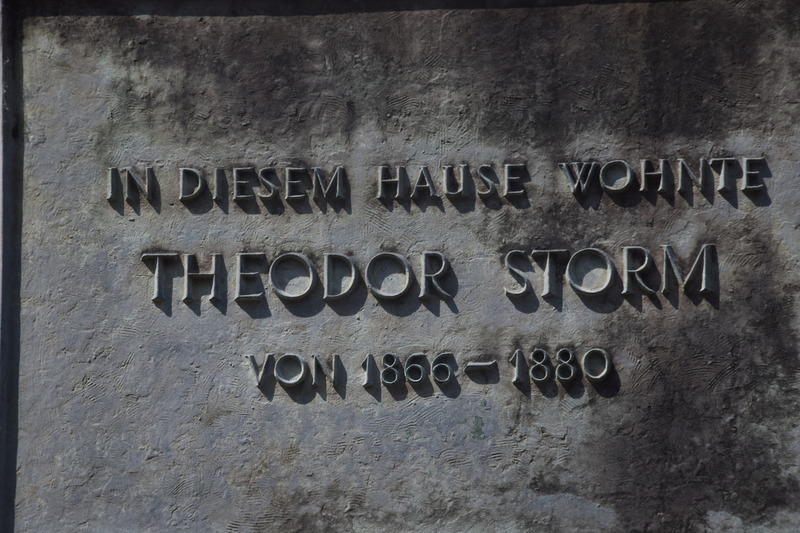 IN DIESEM HAUSE WOHNTE
THEODOR STORM
VON 1866–1880